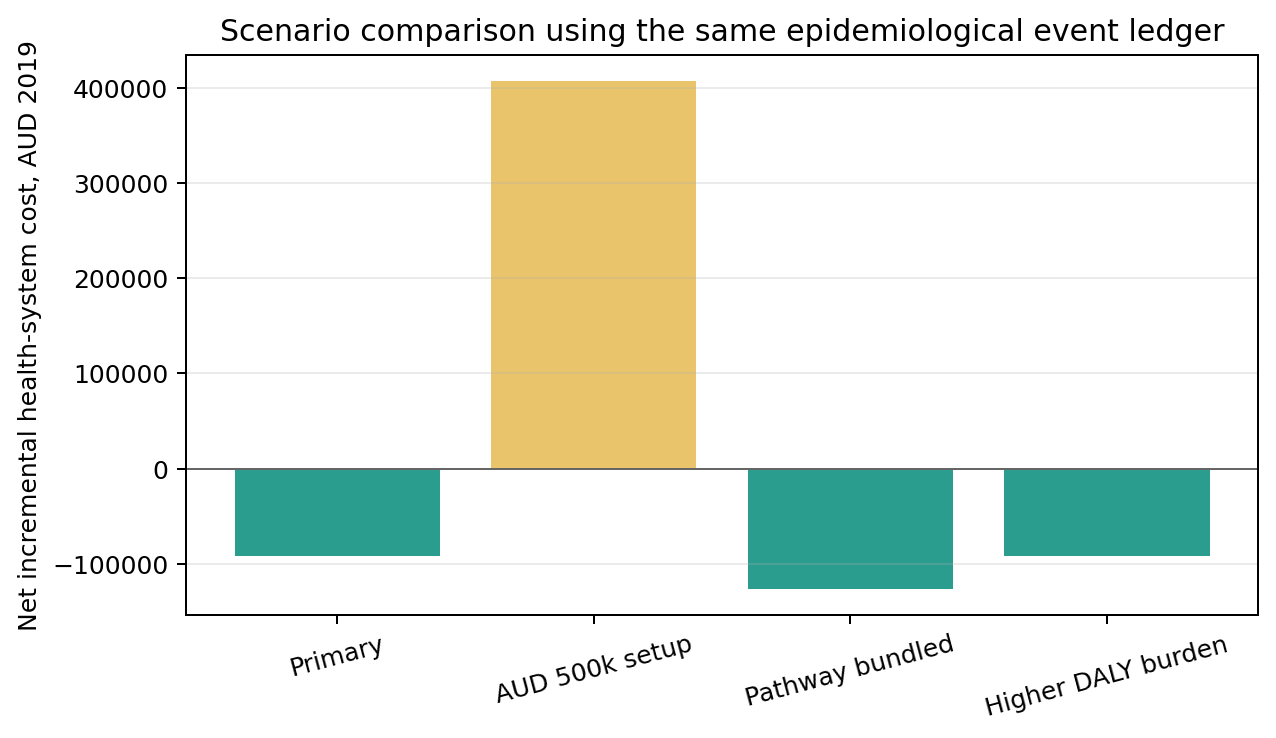 Scenario comparison using the same epidemiological event ledger
Net incremental health-system cost, AUD 2019
400000
300000
200000
100000
0
−100000
Primary
AUD 500k setup
Pathway bundled
Higher DALY burden